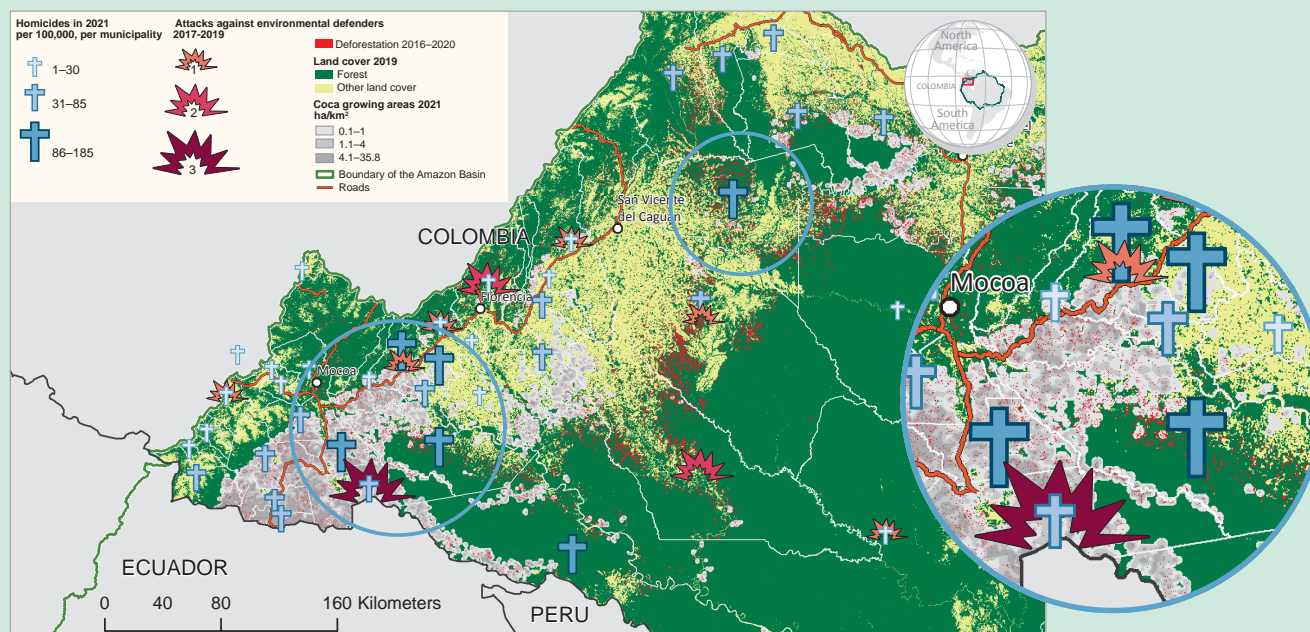 Homicides in 2021
per 100,000, per municipality
1–30
31–85
86–185
Attacks against environmental defenders
2017-2019
1
2
3
Deforestation 2016–2020
Land cover 2019
Forest
Other land cover
Coca growing areas 2021
ha/km²
0.1–1
1.1–4
4.1–35.8
Boundary of the Amazon Basin
Roads
North
America
COLOMBIA
South
America
San Vicente
del Caguán
COLOMBIA
Florencia
Mocoa
Mocoa
ECUADOR
PERU
0 40 80 160 Kilometers